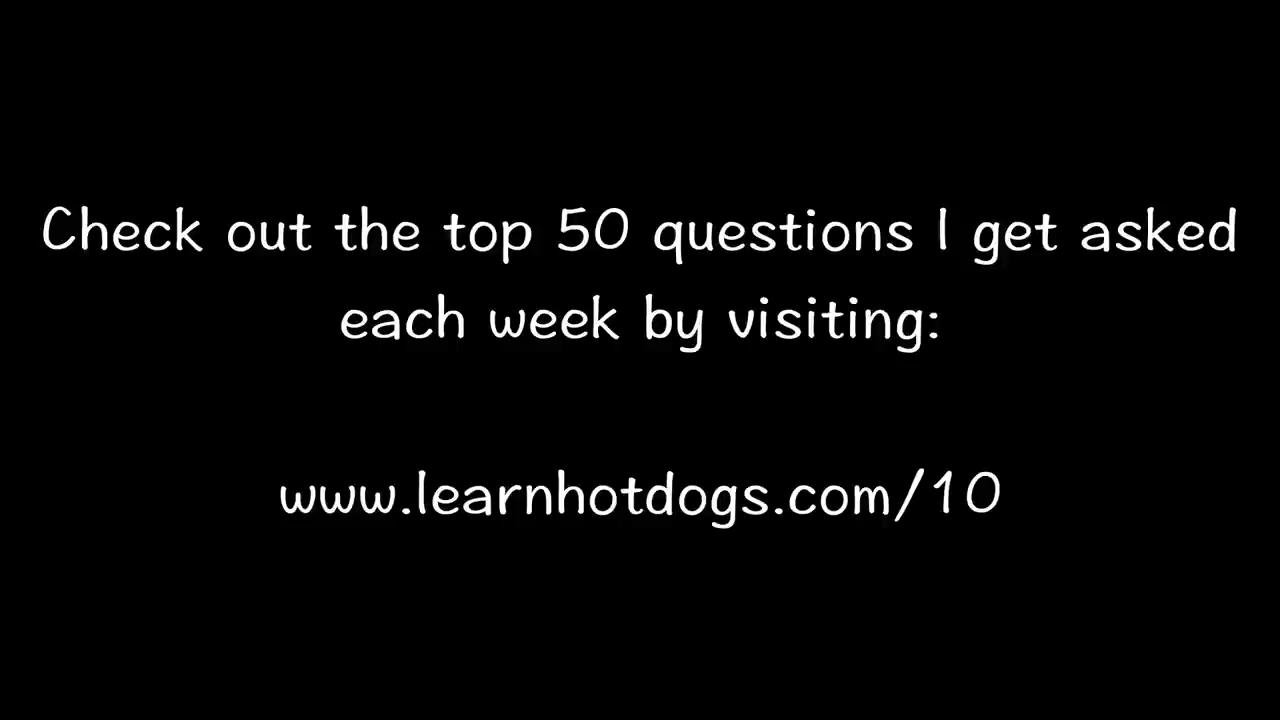 Check out the top 50 questions I get asked
each week by visiting:
www.learnhotdogs.com/10